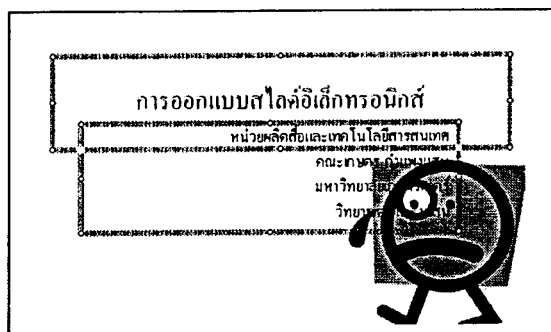 การออกแบบสไลด์อิเล็กทรอนิกส์
หน่วยผลิตสื่อและเทคโนโลยีสารสนเทศ
คณะเกษตร กำแพงแสน
มหาวิทยาลัย